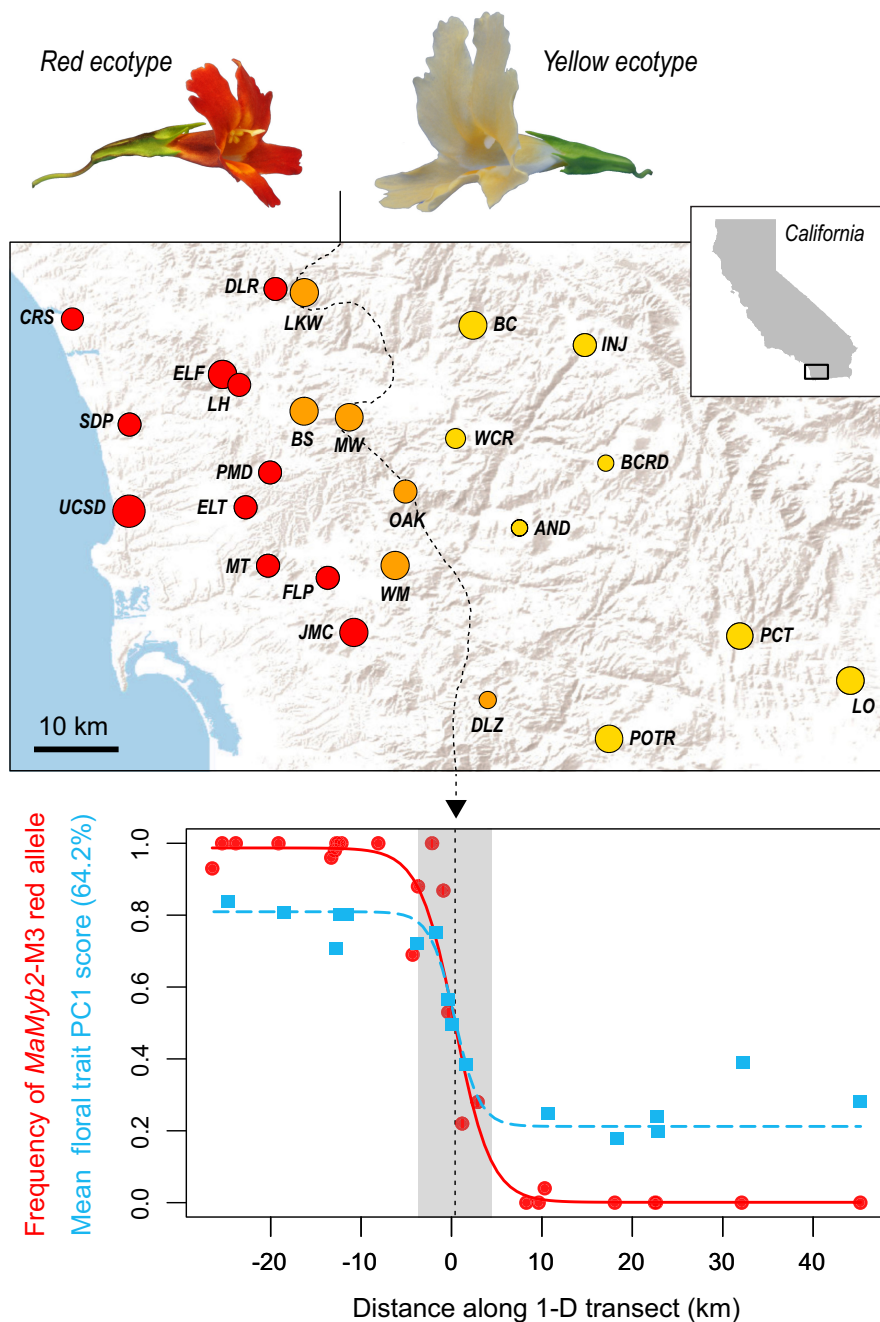 Red ecotype
Yellow ecotype
California
DLR
LKW
CRS
BC
INJ
ELF
LH
SDP
BS
MW
WCR
BCRD
PMD
UCSD
ELT
OAK
AND
MT
FLP
WM
JMC
PCT
LO
DLZ
POTR
10 km
Frequency of MaMyb2-M3 red allele
Mean floral trait PC1 score (64.2%)
1.0
0.8
0.6
0.4
0.2
0.0
-20 -10 0 10 20 30 40
Distance along 1-D transect (km)